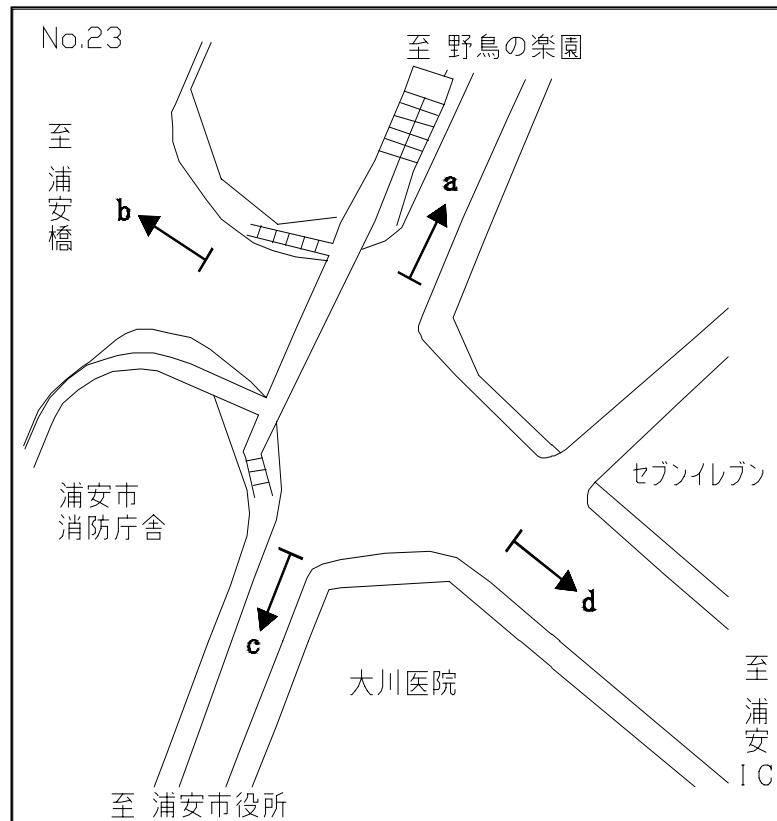 No.23
至 野鳥の楽園
至 浦安橋
a
b
セブンイレブン
浦安市
消防庁舎
d
c
大川医院
至 浦安IC
至 浦安市役所